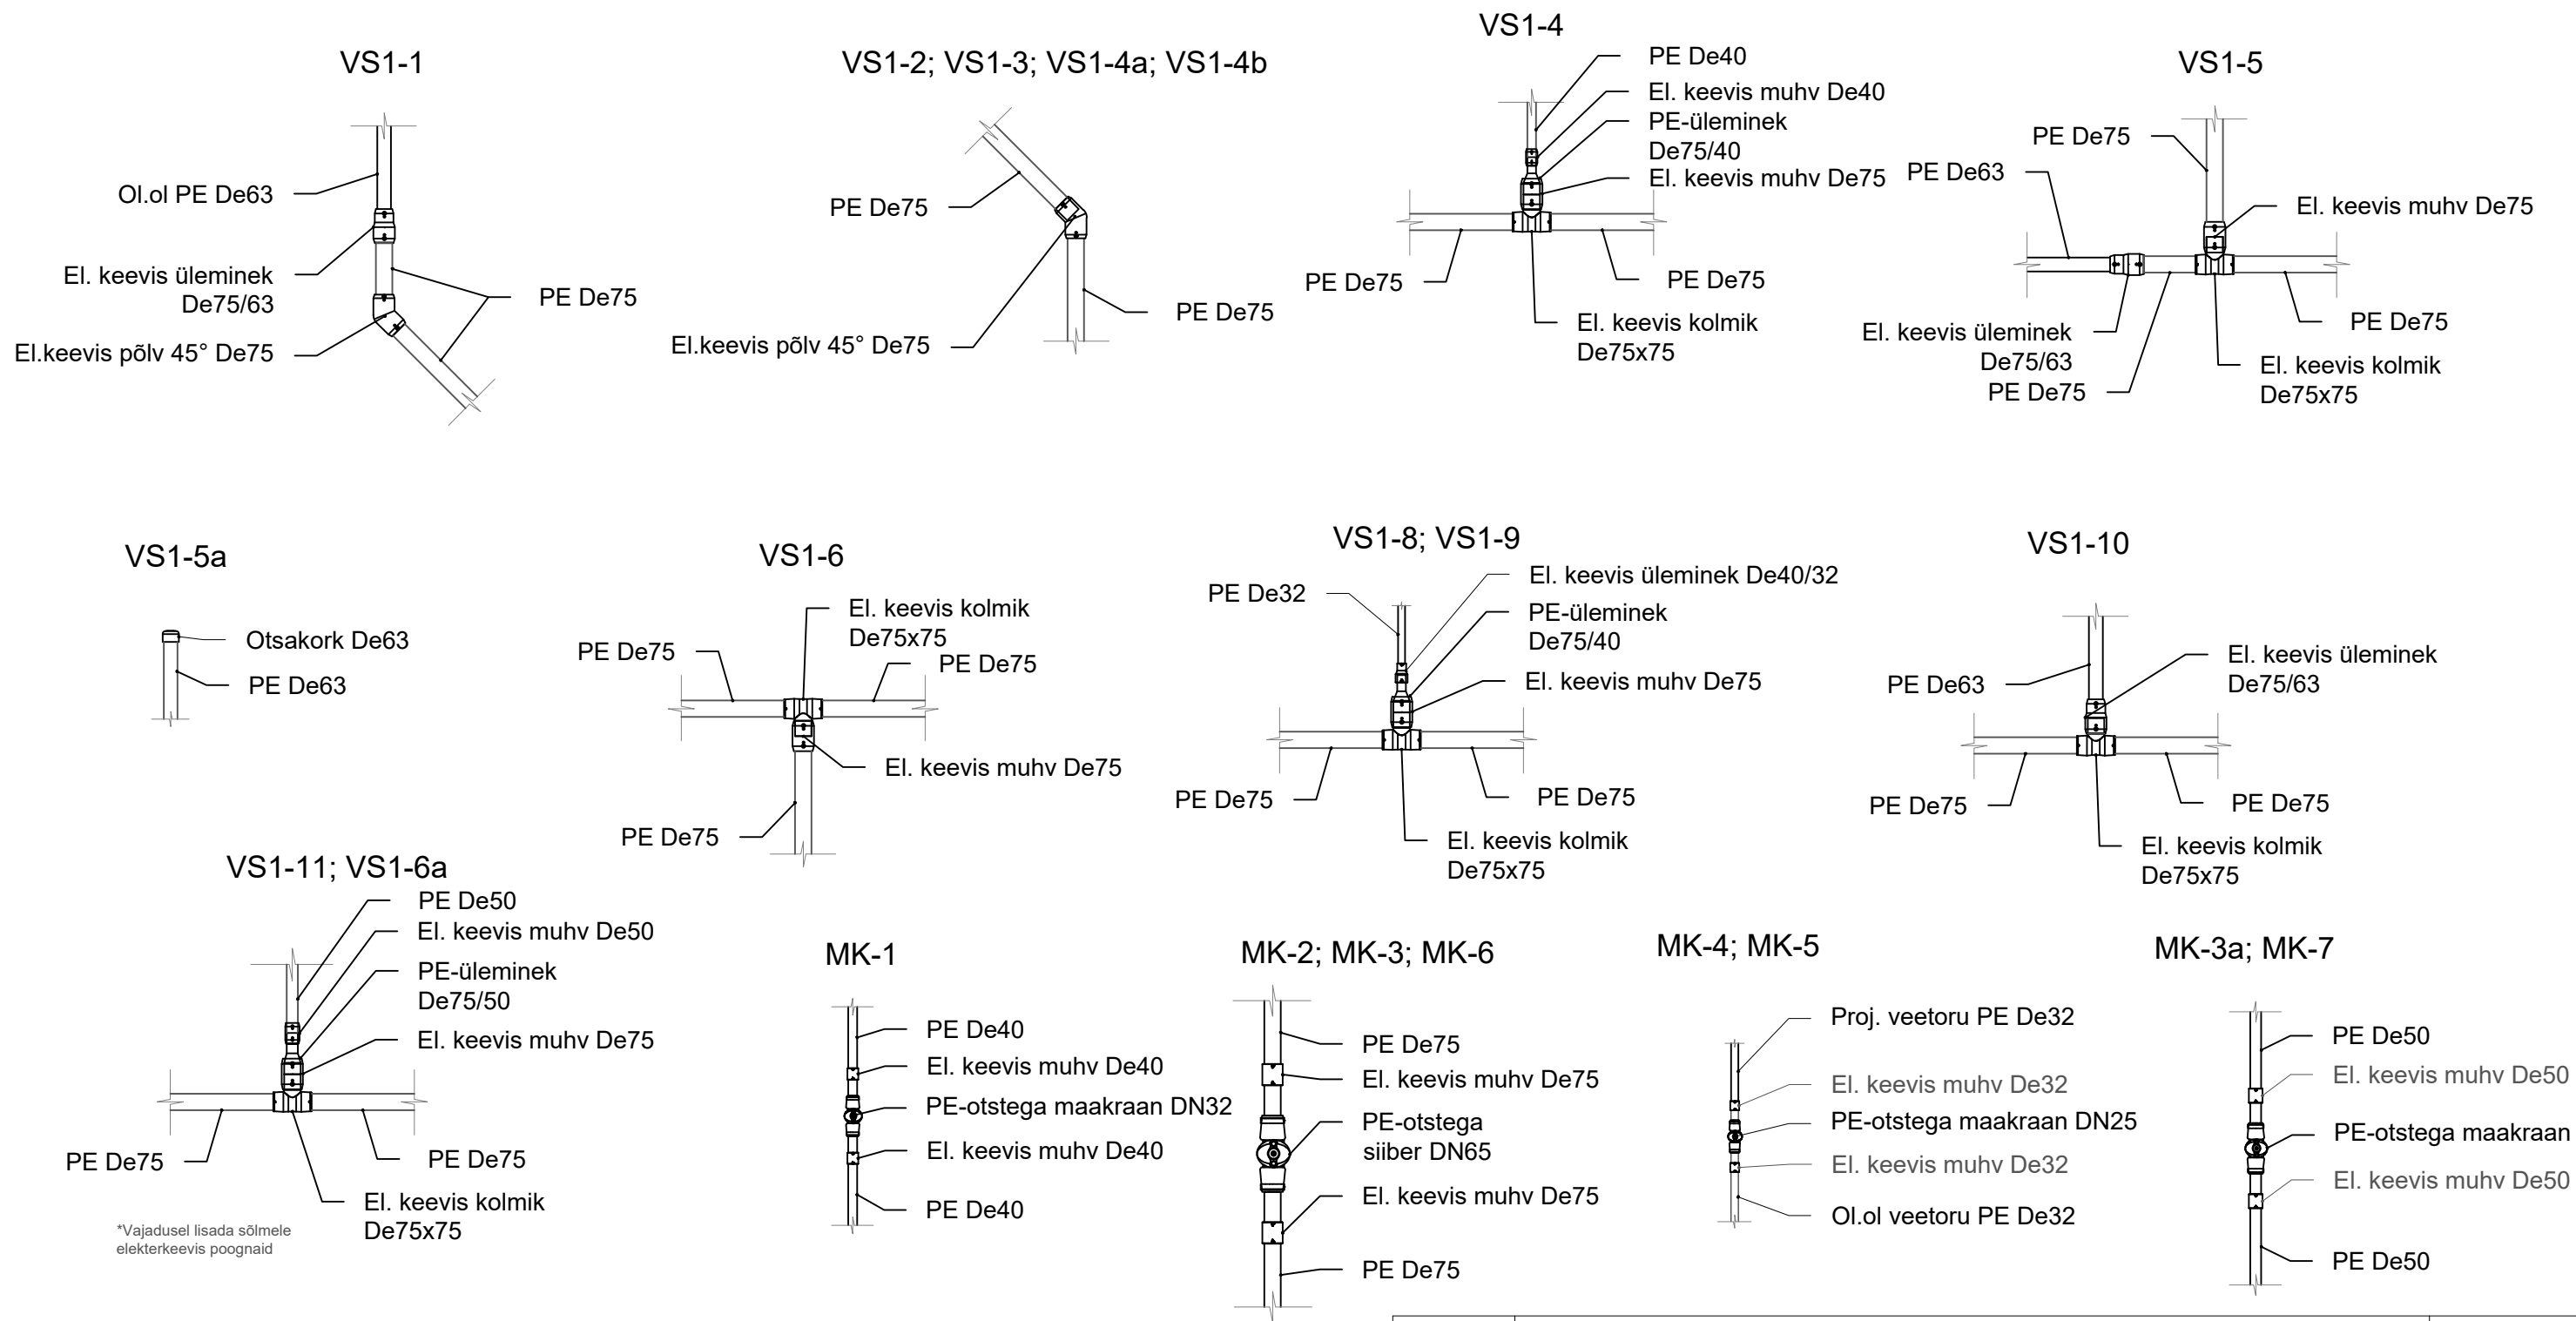 VS1-1
Ol.ol PE De63
El. keevis üleminek
De75/63
PE De75
El.keevis põlv 45° De75
VS1-2; VS1-3; VS1-4a; VS1-4b
PE De75
PE De75
El.keevis põlv 45° De75
VS1-4
PE De40
El. keevis muhv De40
PE-üleminek
De75/40
El. keevis muhv De75
PE De75
PE De75
El. keevis kolmik
De75x75
VS1-5
PE De75
PE De63
El. keevis muhv De75
El. keevis üleminek
De75/63
PE De75
PE De75
El. keevis kolmik
De75x75
VS1-5a
Otsakork De63
PE De63
VS1-6
El. keevis kolmik
De75x75
PE De75
PE De75
El. keevis muhv De75
PE De75
VS1-8; VS1-9
El. keevis üleminek De40/32
PE De32
PE-üleminek
De75/40
El. keevis muhv De75
PE De75
PE De75
El. keevis kolmik
De75x75
VS1-10
El. keevis üleminek
De75/63
PE De63
PE De75
PE De75
El. keevis kolmik
De75x75
VS1-11; VS1-6a
PE De50
El. keevis muhv De50
PE-üleminek
De75/50
El. keevis muhv De75
PE De75
PE De75
El. keevis kolmik
De75x75
*Vajadusel lisada sõlmele
elekterkeevis poognaid
MK-1
PE De40
El. keevis muhv De40
PE-otstega maakraan DN32
El. keevis muhv De40
PE De40
MK-2; MK-3; MK-6
PE De75
El. keevis muhv De75
PE-otstega
siiber DN65
El. keevis muhv De75
PE De75
MK-4; MK-5
Proj. veetoru PE De32
El. keevis muhv De32
PE-otstega maakraan DN25
El. keevis muhv De32
Ol.ol veetoru PE De32
MK-3a; MK-7
PE De50
El. keevis muhv De50
PE-otstega maakraan
El. keevis muhv De50
PE De50